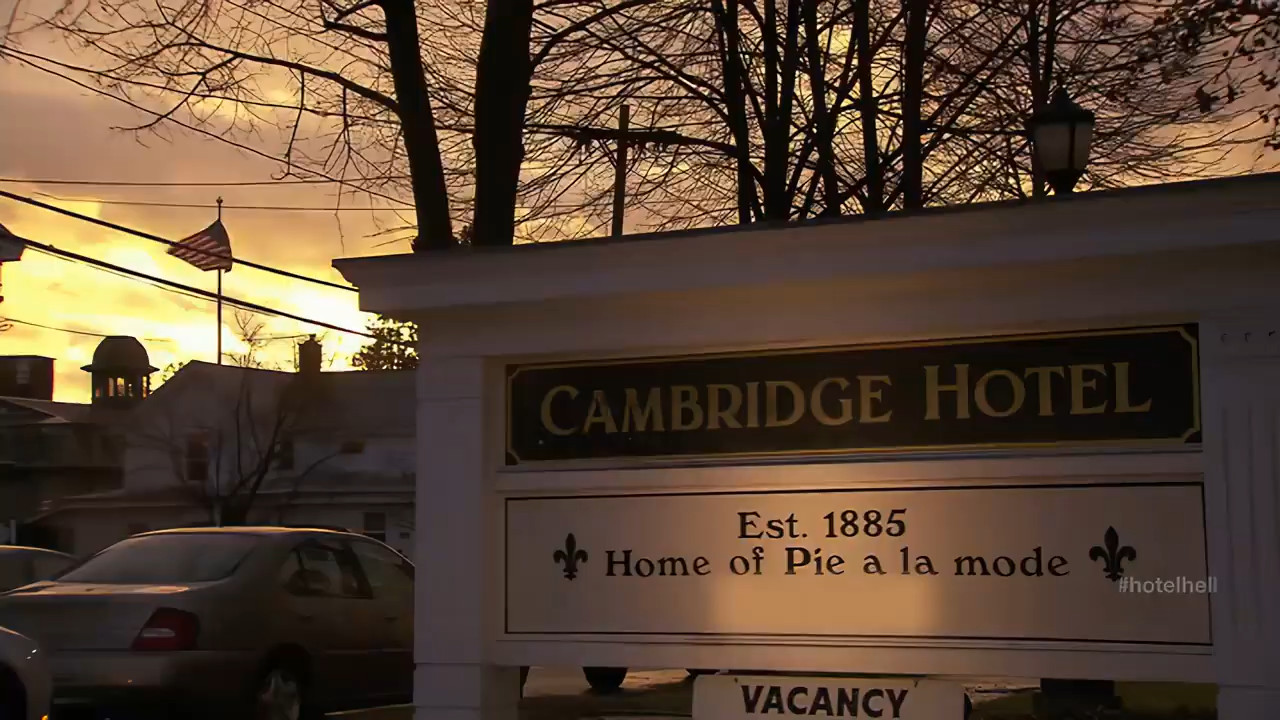 CAMBRIDGE HOTEL
Est. 1885
Home of Pie a la mode
#hotelhell
VACANCY